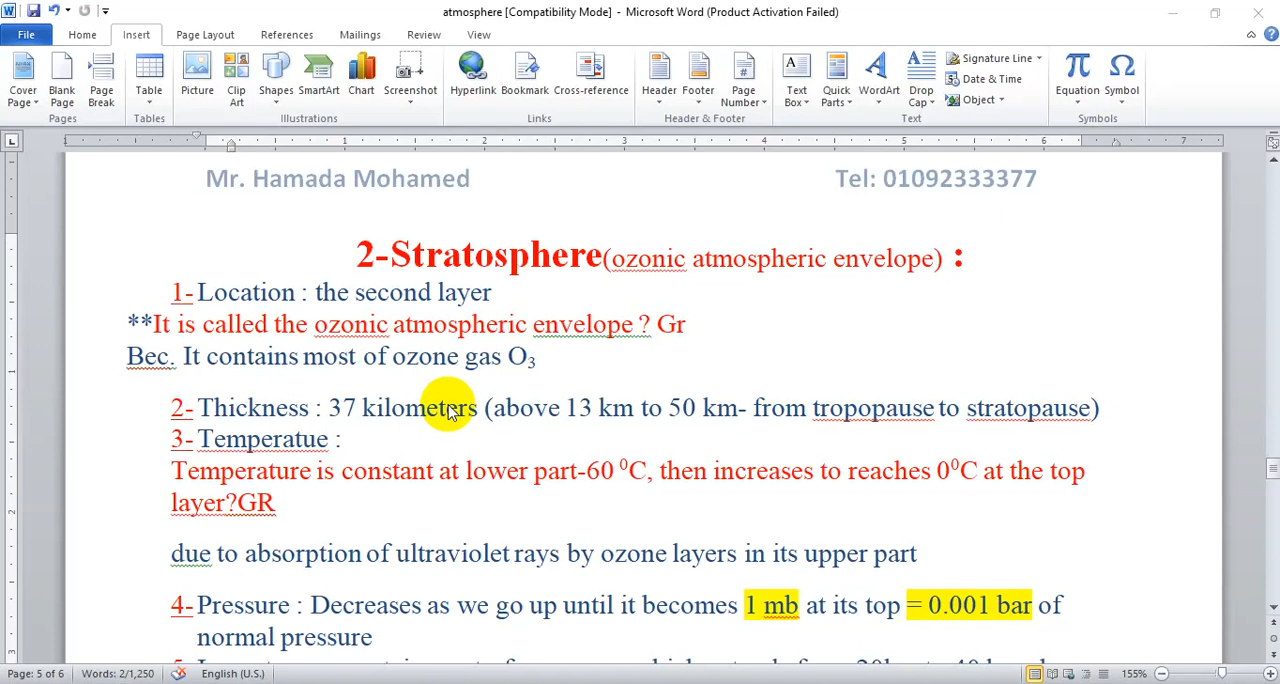 atmosphere [Compatibility Mode] - Microsoft Word (Product Activation Failed)
File Home Insert Page Layout References Mailings Review View
Cover Page Blank Page Page Break Table Picture Clip Art Shapes SmartArt Chart Screenshot Hyperlink Bookmark Cross-reference Header Footer Page Number Text Box Quick Parts WordArt Drop Cap Signature Line Date & Time Object Equation Symbol
Pages Tables Illustrations Links Header & Footer Text Symbols
1 2 3 4 5 6 7
Mr. Hamada Mohamed Tel: 01092333377
2-Stratosphere(ozonic atmospheric envelope) :
1- Location : the second layer
**It is called the ozonic atmospheric envelope ? Gr
Bec. It contains most of ozone gas O₃
2- Thickness : 37 kilometers (above 13 km to 50 km- from tropopause to stratopause)
3- Temperatue :
Temperature is constant at lower part-60 ⁰C, then increases to reaches 0⁰C at the top
layer?GR
due to absorption of ultraviolet rays by ozone layers in its upper part
4- Pressure : Decreases as we go up until it becomes 1 mb at its top = 0.001 bar of
normal pressure
Page: 5 of 6 Words: 2/1,250 English (U.S.) 155%